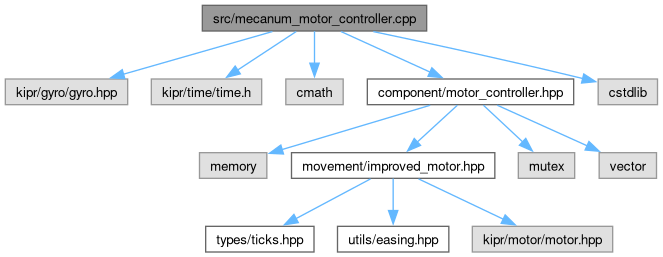 src/mecanum_motor_controller.cpp
kipr/gyro/gyro.hpp
kipr/time/time.h
cmath
component/motor_controller.hpp
cstdlib
memory
movement/improved_motor.hpp
mutex
vector
types/ticks.hpp
utils/easing.hpp
kipr/motor/motor.hpp